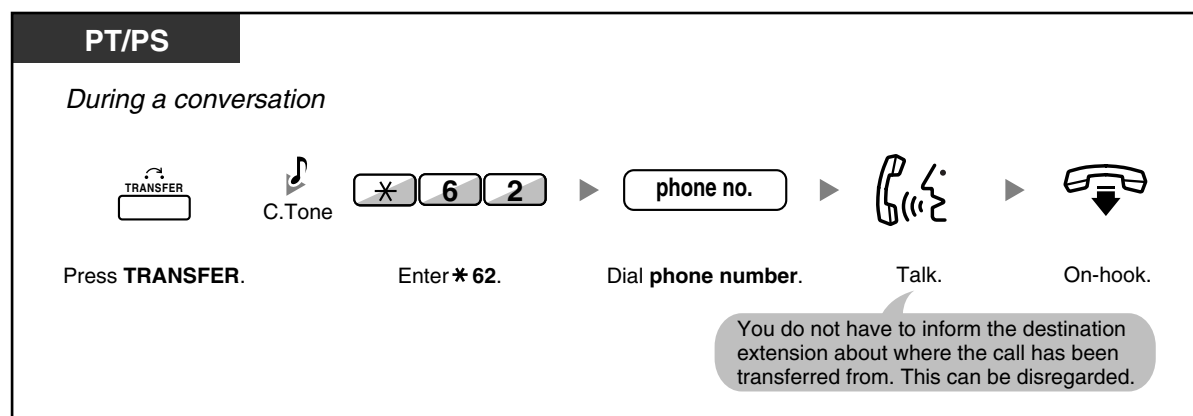 PT/PS
During a conversation
TRANSFER
C.Tone
* 6 2
phone no.
Press TRANSFER.
Enter * 62.
Dial phone number.
Talk.
On-hook.
You do not have to inform the destination
extension about where the call has been
transferred from. This can be disregarded.